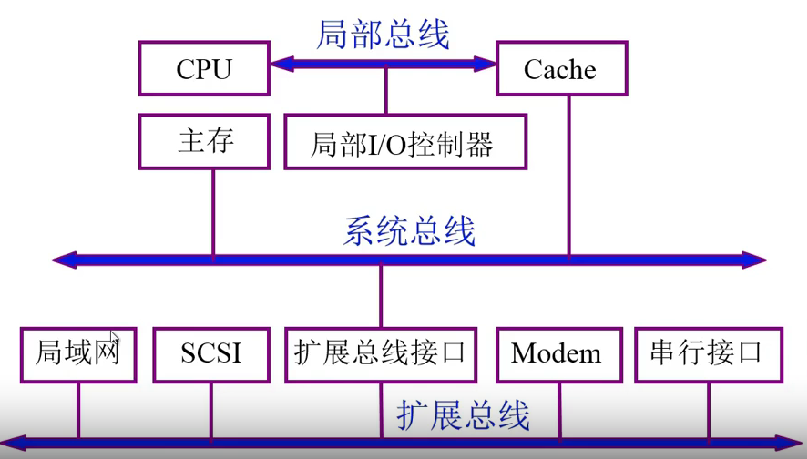 局部总线
CPU
Cache
主存
局部I/O控制器
系统总线
局域网
SCSI
扩展总线接口
Modem
串行接口
扩展总线